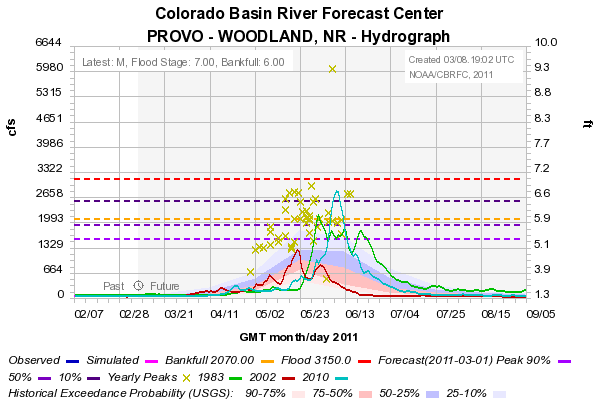 Colorado Basin River Forecast Center
PROVO - WOODLAND, NR - Hydrograph
6644 10.0
Latest: M, Flood Stage: 7.00, Bankfull: 6.00
Created 03/08.19:02 UTC
NOAA/CBRFC, 2011
5980 9.3
5315 8.8
4651 8.3
3986 7.7
3322 7.2
2658 6.6
1993 5.9
1329 5.1
664 3.9
0 1.3
cfs
ft
Past Future
02/07 02/28 03/21 04/11 05/02 05/23 06/13 07/04 07/25 08/15 09/05
GMT month/day 2011
Observed Simulated Bankfull 2070.00 Flood 3150.0 Forecast(2011-03-01) Peak 90%
50% 10% Yearly Peaks 1983 2002 2010
Historical Exceedance Probability (USGS): 90-75% 75-50% 50-25% 25-10%